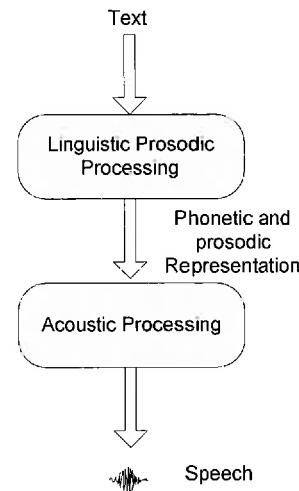 Text
Linguistic Prosodic
Processing
Phonetic and
prosodic
Representation
Acoustic Processing
Speech